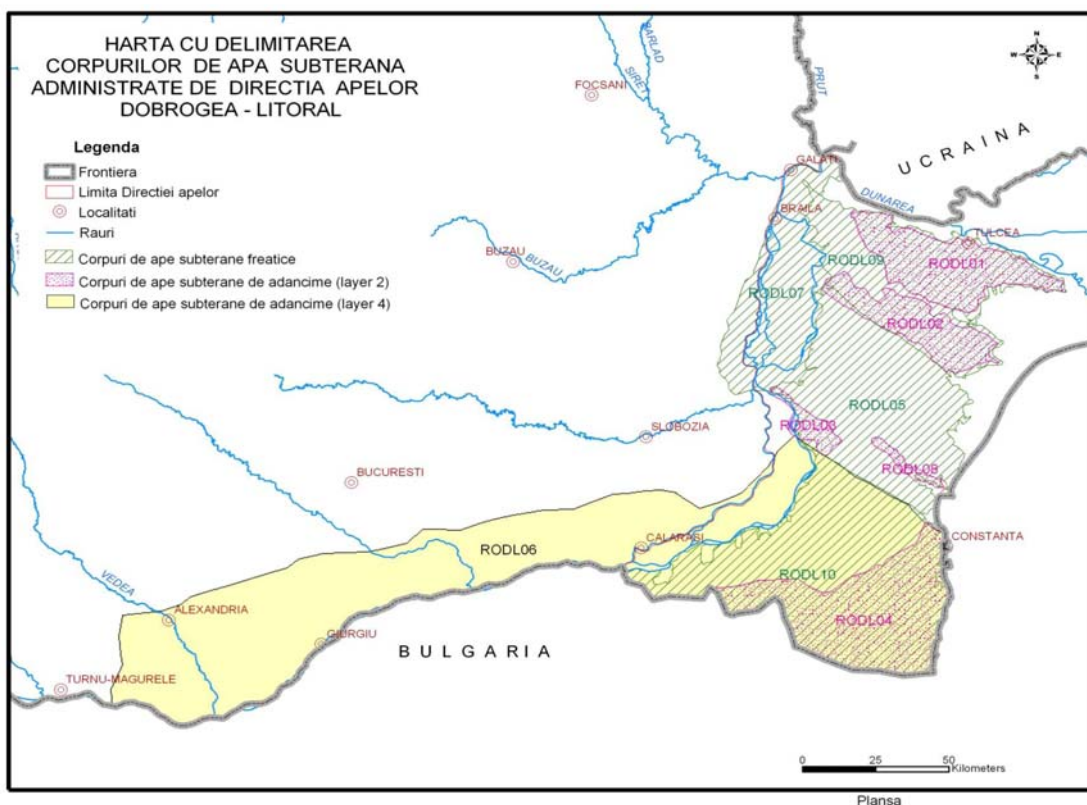 HARTA CU DELIMITAREA
CORPURILOR DE APA SUBTERANA
ADMINISTRATE DE DIRECTIA APELOR
DOBROGEA - LITORAL
Legenda
Frontiera
Limita Directiei apelor
Localitati
Rauri
Corpuri de ape subterane freatice
Corpuri de ape subterane de adancime (layer 2)
Corpuri de ape subterane de adancime (layer 4)
N
W E
S
BARLAD
SIRET
PRUT
FOCSANI
UCRAINA
GALATI
DUNAREA
BRAILA
TULCEA
BUZAU
BUZAU
RODL09
RODL01
RODL07
RODL02
RODL05
RODL03
SLOBOZIA
RODL08
BUCURESTI
CONSTANTA
CALARASI
RODL06
RODL10
VEDEA
ALEXANDRIA
RODL04
GIURGIU
BULGARIA
TURNU-MAGURELE
0 25 50
Kilometers
Plansa